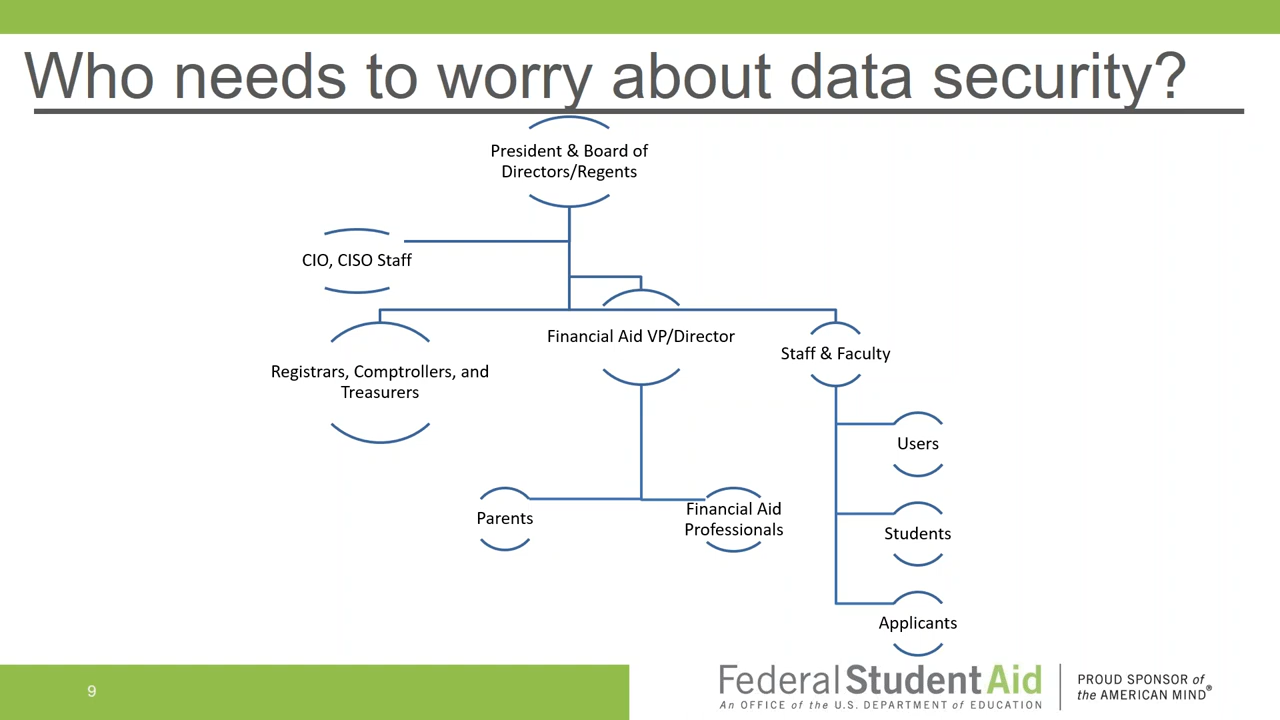 Who needs to worry about data security?
President & Board of
Directors/Regents
CIO, CISO Staff
Financial Aid VP/Director
Staff & Faculty
Registrars, Comptrollers, and
Treasurers
Users
Parents
Financial Aid
Professionals
Students
Applicants
9
Federal Student Aid
An OFFICE of the U.S. DEPARTMENT of EDUCATION
PROUD SPONSOR of
the AMERICAN MIND®